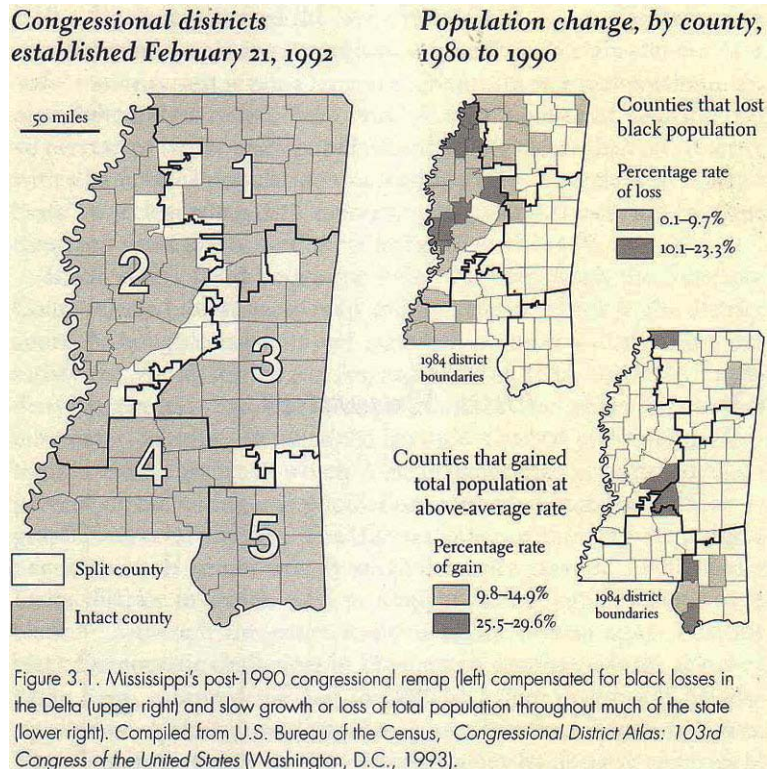 Congressional districts
established February 21, 1992
50 miles
1
2
3
4
5
Split county
Intact county
Population change, by county,
1980 to 1990
Counties that lost
black population
Percentage rate
of loss
0.1–9.7%
10.1–23.3%
1984 district
boundaries
Counties that gained
total population at
above-average rate
Percentage rate
of gain
9.8–14.9%
25.5–29.6%
1984 district
boundaries
Figure 3.1. Mississippi's post-1990 congressional remap (left) compensated for black losses in
the Delta (upper right) and slow growth or loss of total population throughout much of the state
(lower right). Compiled from U.S. Bureau of the Census, Congressional District Atlas: 103rd
Congress of the United States (Washington, D.C., 1993).